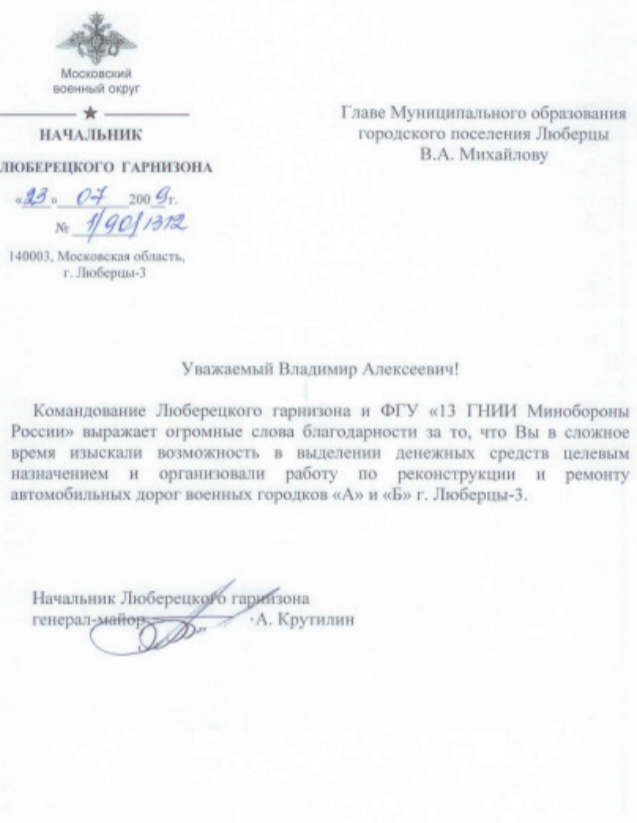 Московский
военный округ
НАЧАЛЬНИК
ЛЮБЕРЕЦКОГО ГАРНИЗОНА
«23» 07 2009г.
№ 1/90/1312
140003, Московская область,
г. Люберцы-3
Главе Муниципального образования
городского поселения Люберцы
В.А. Михайлову
Уважаемый Владимир Алексеевич!
Командование Люберецкого гарнизона и ФГУ «13 ГНИИ Минобороны
России» выражает огромные слова благодарности за то, что Вы в сложное
время изыскали возможность в выделении денежных средств целевым
назначением и организовали работу по реконструкции и ремонту
автомобильных дорог военных городков «А» и «Б» г. Люберцы-3.
Начальник Люберецкого гарнизона
генерал-майор А. Крутилин